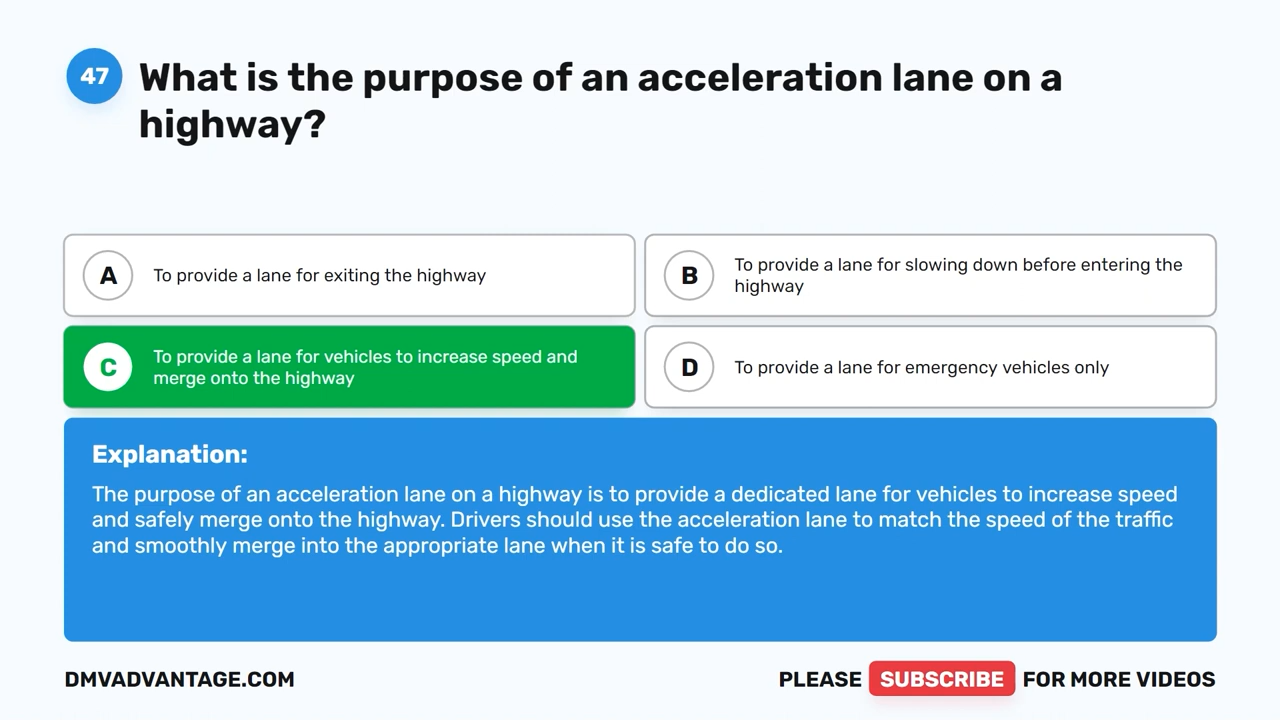 47
What is the purpose of an acceleration lane on a
highway?
A
To provide a lane for exiting the highway
B
To provide a lane for slowing down before entering the
highway
C
To provide a lane for vehicles to increase speed and
merge onto the highway
D
To provide a lane for emergency vehicles only
Explanation:
The purpose of an acceleration lane on a highway is to provide a dedicated lane for vehicles to increase speed
and safely merge onto the highway. Drivers should use the acceleration lane to match the speed of the traffic
and smoothly merge into the appropriate lane when it is safe to do so.
DMVADVANTAGE.COM
PLEASE SUBSCRIBE FOR MORE VIDEOS